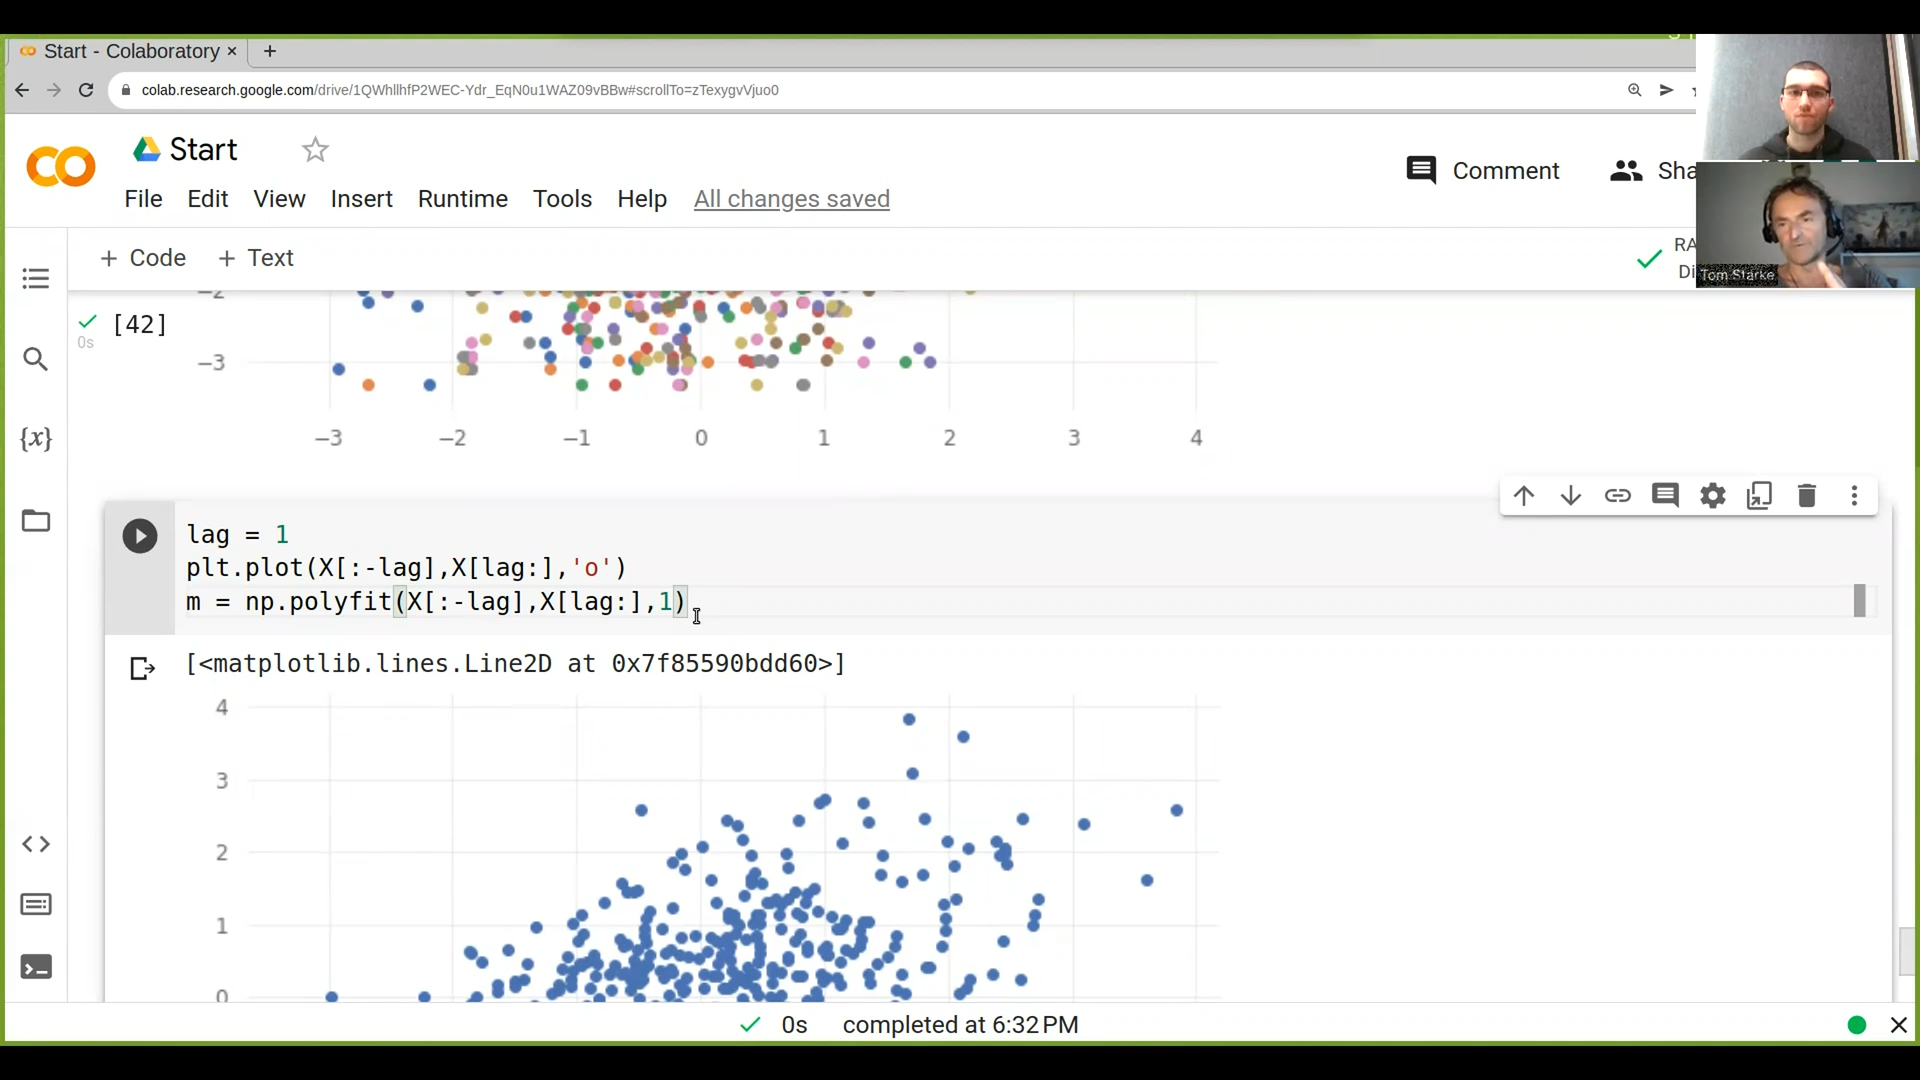 Start - Colaboratory × +
colab.research.google.com/drive/1QWhllhfP2WEC-Ydr_EqN0u1WAZ09vBBw#scrollTo=zTexygvVjuo0
Start
Comment
Sha
File Edit View Insert Runtime Tools Help All changes saved
+ Code + Text
RA
Di
Tom Starke
−2
[42]
0s
−3
−3 −2 −1 0 1 2 3 4
{x}
lag = 1
plt.plot(X[:-lag],X[lag:],'o')
m = np.polyfit(X[:-lag],X[lag:],1)
[<matplotlib.lines.Line2D at 0x7f85590bdd60>]
4
3
2
1
0
0s completed at 6:32 PM